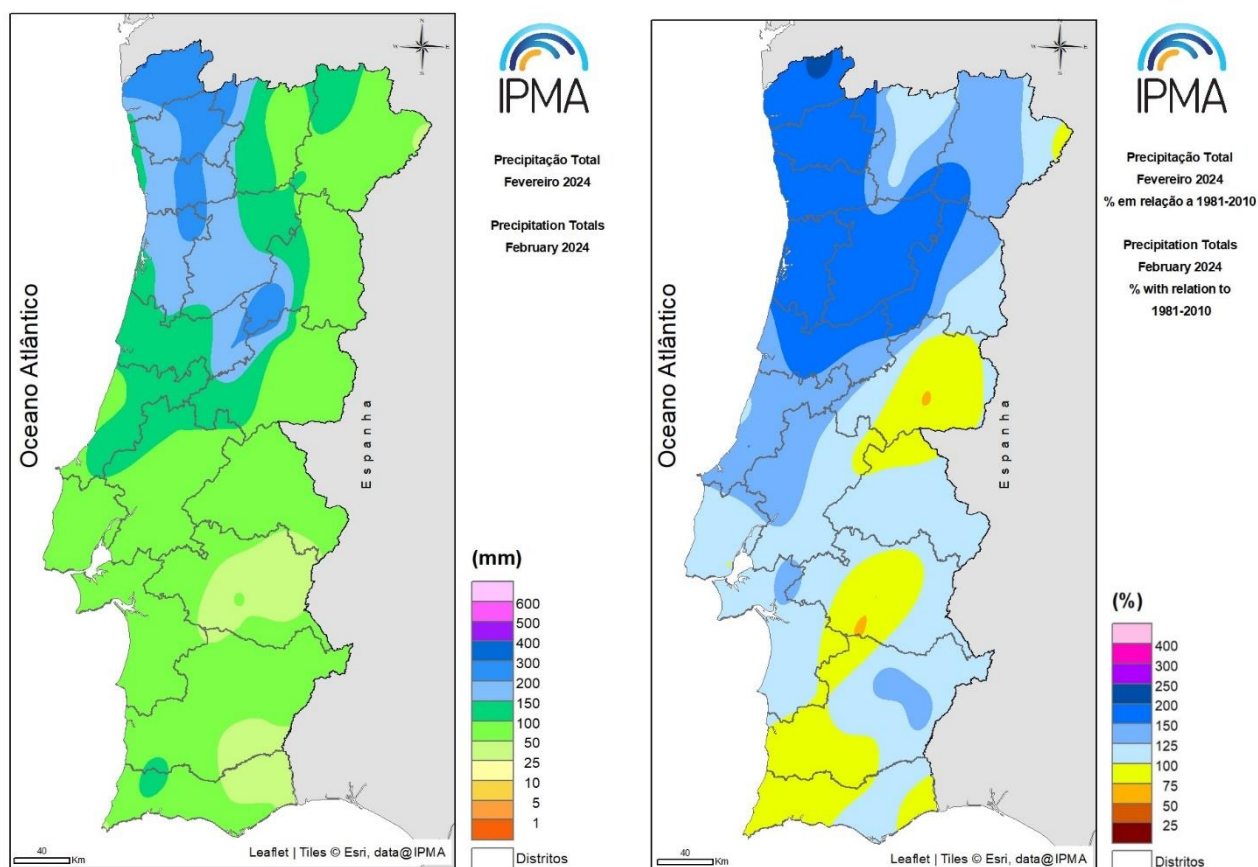 N
W
E
S
IPMA
Precipitação Total
Fevereiro 2024
Precipitation Totals
February 2024
Oceano Atlântico
Espanha
(mm)
600
500
400
300
200
150
100
50
25
10
5
1
Distritos
40
Km
Leaflet | Tiles © Esri, data@IPMA
N
W
E
S
IPMA
Precipitação Total
Fevereiro 2024
% em relação a 1981-2010
Precipitation Totals
February 2024
% with relation to
1981-2010
Oceano Atlântico
Espanha
(%)
400
300
250
200
150
125
100
75
50
25
Distritos
40
Km
Leaflet | Tiles © Esri, data@IPMA